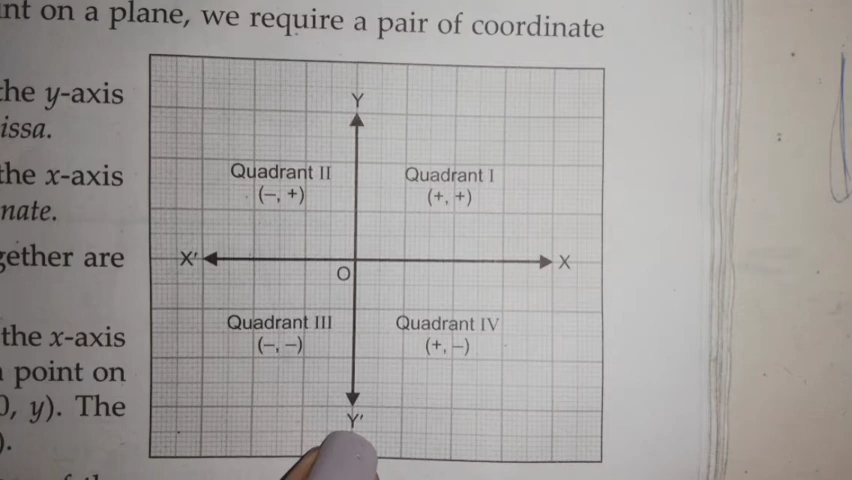 nt on a plane, we require a pair of coordinate
he y-axis
issa.
the x-axis
nate.
gether are
the x-axis
point on
y). The
Y
Quadrant II
(–, +)
Quadrant I
(+, +)
X' X
O
Quadrant III
(–, –)
Quadrant IV
(+, –)
Y'